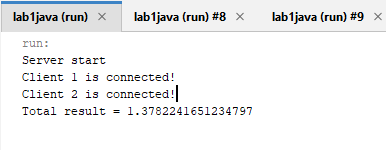 lab1java (run) × lab1java (run) #8 × lab1java (run) #9 ×
run:
Server start
Client 1 is connected!
Client 2 is connected!
Total result = 1.3782241651234797